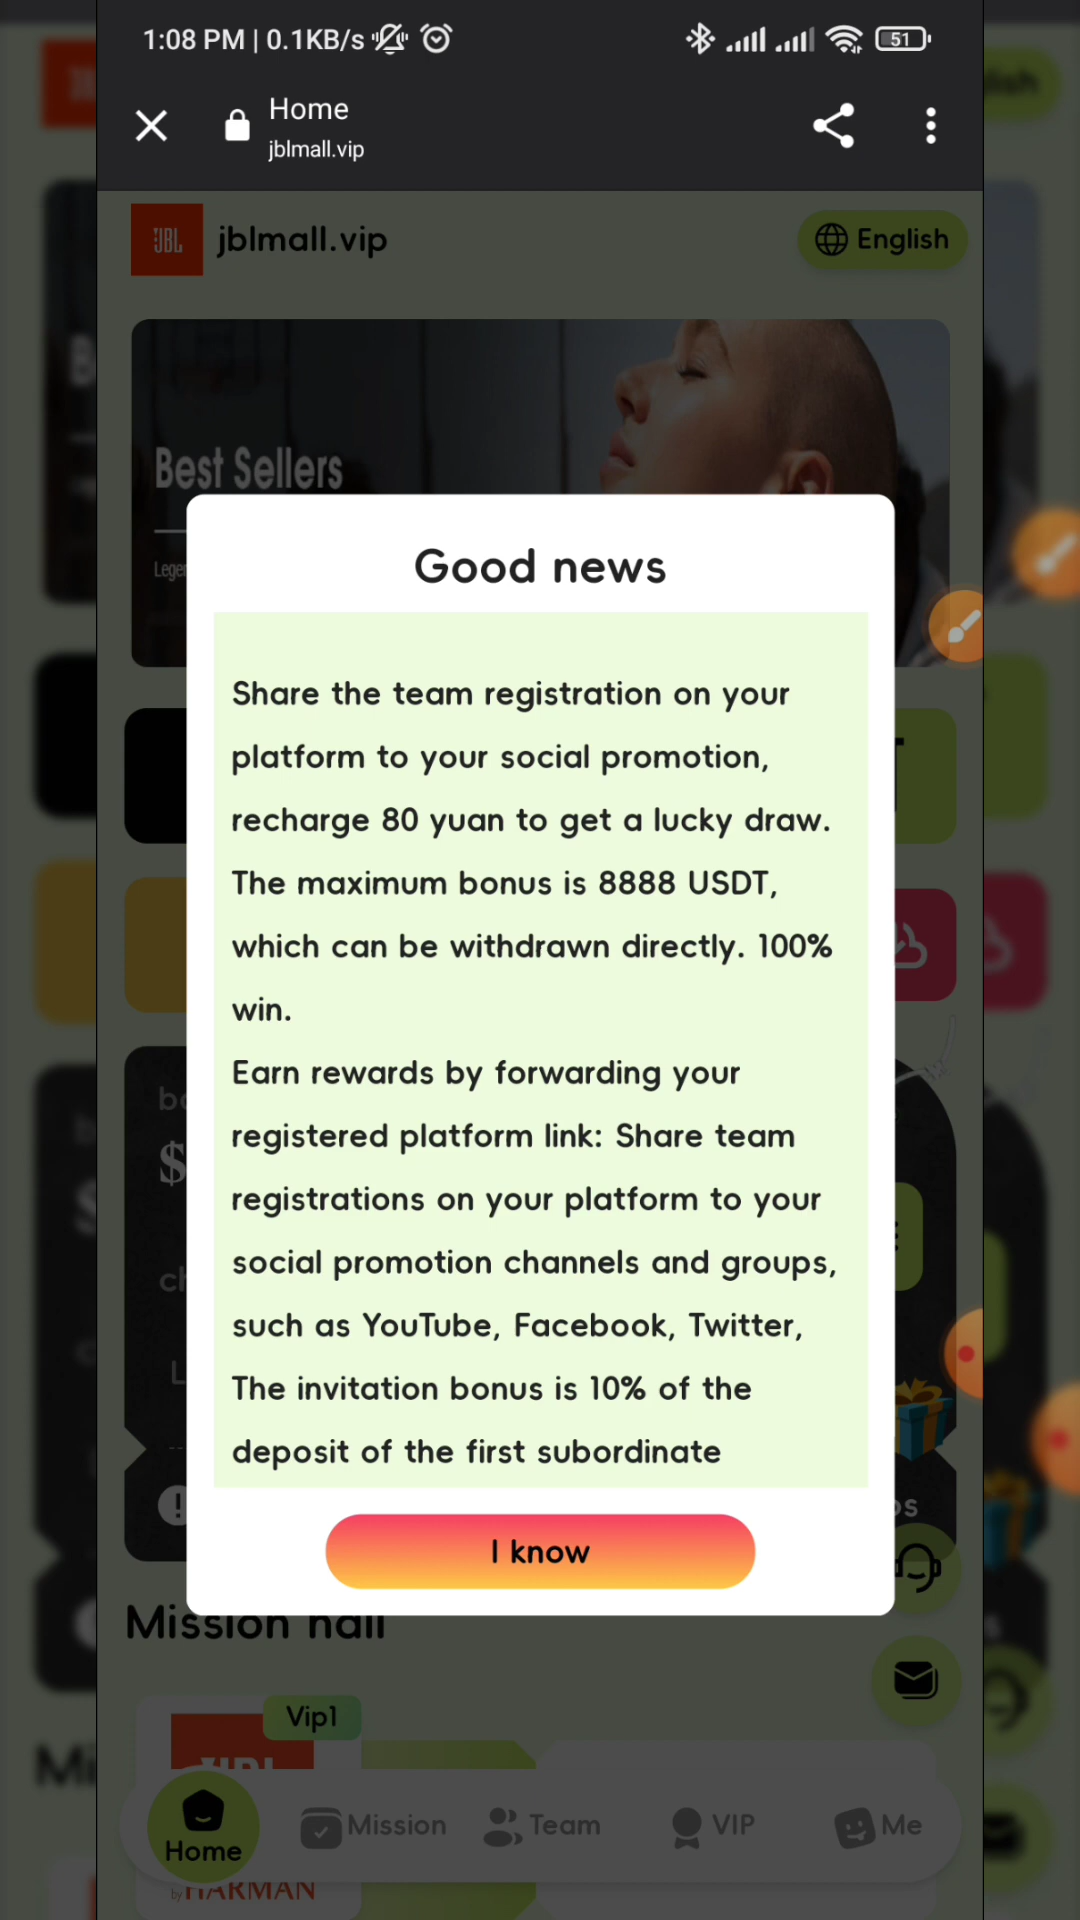 1:08 PM | 0.1KB/s
51
Home
jblmall.vip
JBL
jblmall.vip
English
Best Sellers
Good news
Share the team registration on your
platform to your social promotion,
recharge 80 yuan to get a lucky draw.
The maximum bonus is 8888 USDT,
which can be withdrawn directly. 100%
win.
Earn rewards by forwarding your
registered platform link: Share team
registrations on your platform to your
social promotion channels and groups,
such as YouTube, Facebook, Twitter,
The invitation bonus is 10% of the
deposit of the first subordinate
I know
Mission hall
Vip1
Home
Mission
Team
VIP
Me
by HARMAN